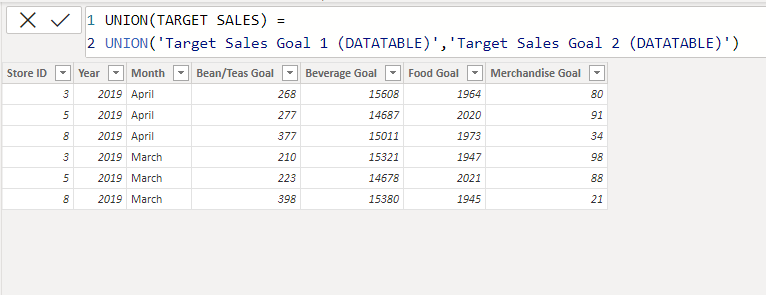 1 UNION(TARGET SALES) =
2 UNION('Target Sales Goal 1 (DATATABLE)','Target Sales Goal 2 (DATATABLE)')
Store ID Year Month Bean/Teas Goal Beverage Goal Food Goal Merchandise Goal
3 2019 April 268 15608 1964 80
5 2019 April 277 14687 2020 91
8 2019 April 377 15011 1973 34
3 2019 March 210 15321 1947 98
5 2019 March 223 14678 2021 88
8 2019 March 398 15380 1945 21